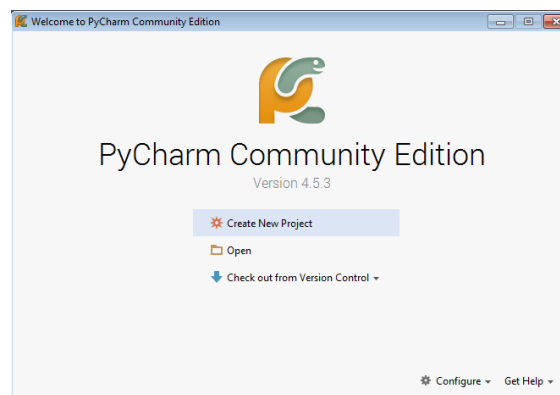 Welcome to PyCharm Community Edition
PyCharm Community Edition
Version 4.5.3
Create New Project
Open
Check out from Version Control
Configure
Get Help